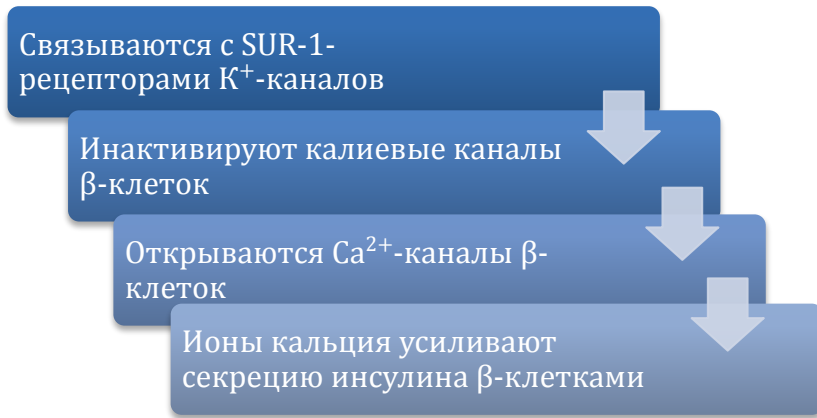 Связываются с SUR-1-
рецепторами К⁺-каналов
Инактивируют калиевые каналы
β-клеток
Открываются Ca²⁺-каналы β-
клеток
Ионы кальция усиливают
секрецию инсулина β-клетками